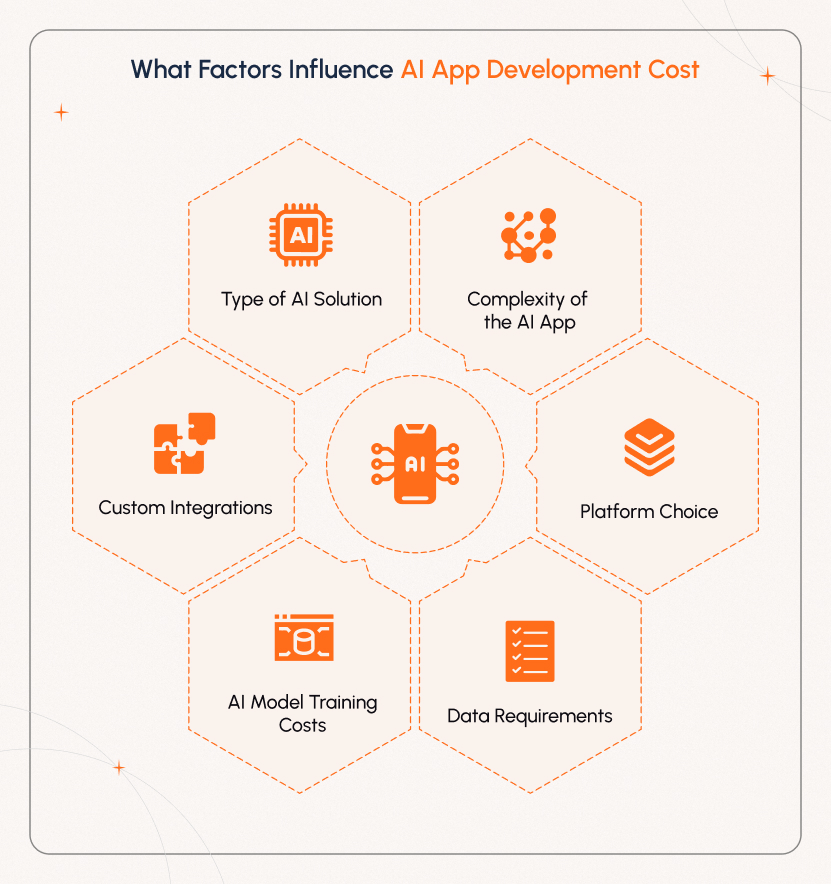 What Factors Influence AI App Development Cost
AI
Type of AI Solution
Complexity of
the AI App
Custom Integrations
AI
Platform Choice
AI Model Training
Costs
Data Requirements